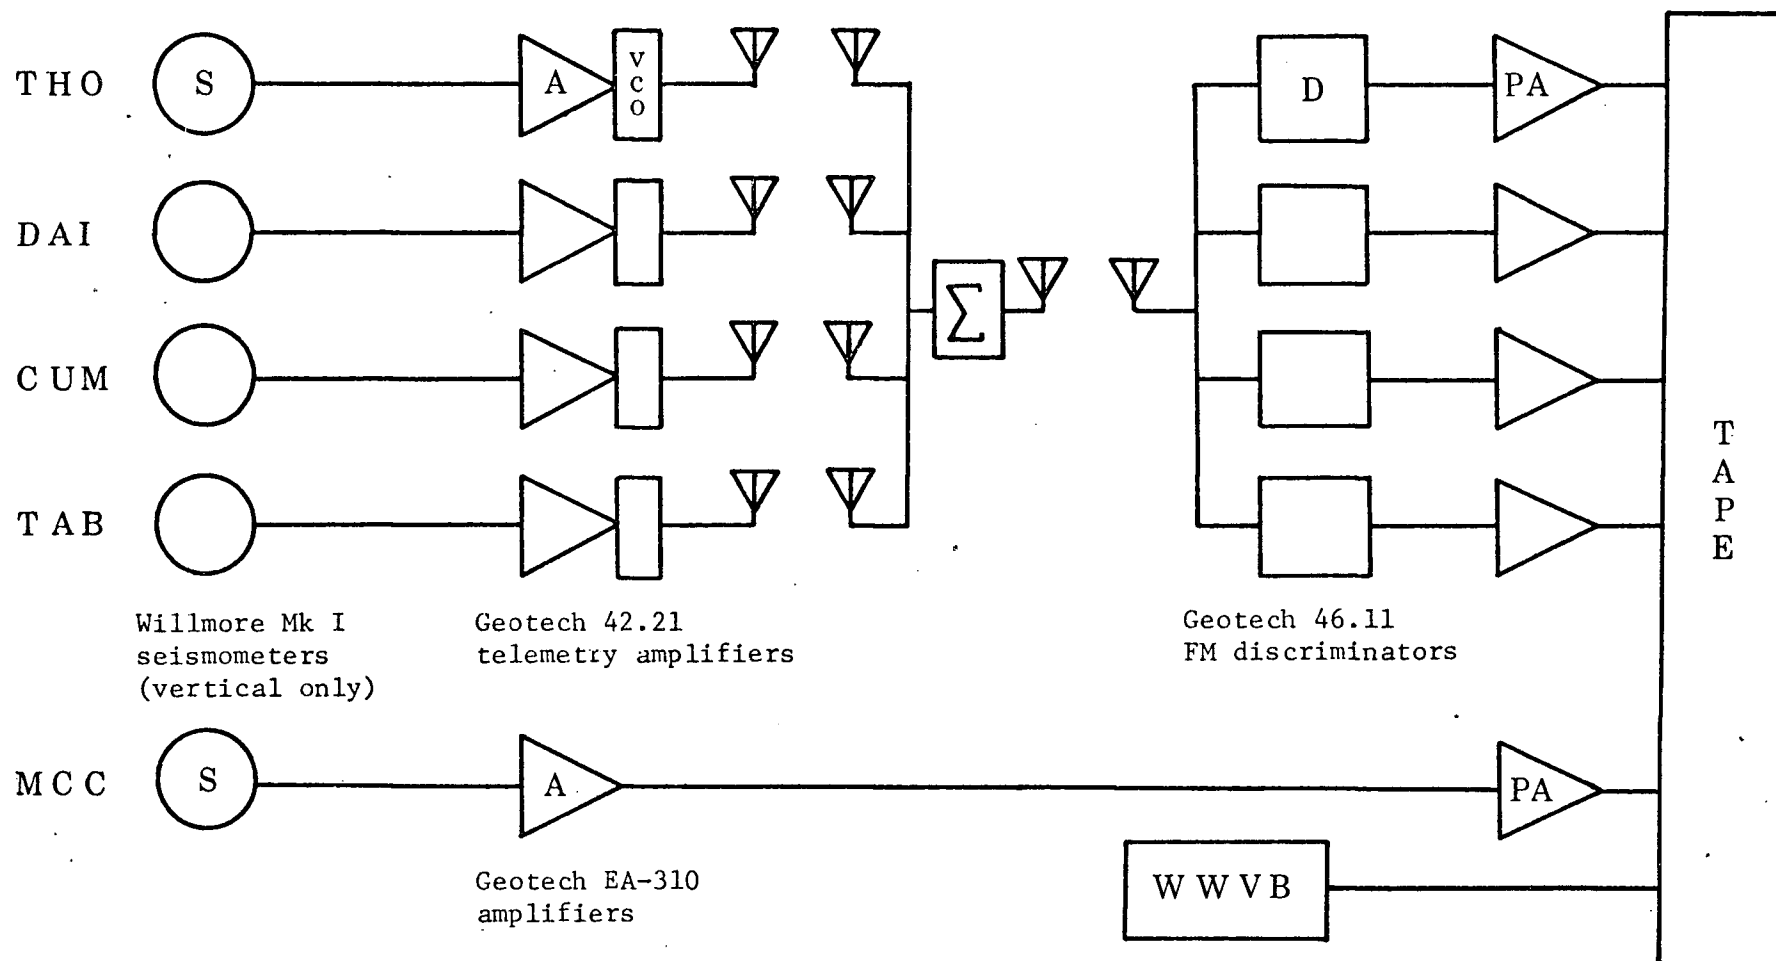 THO S A vco D PA
DAI
CUM
Σ
TAB
TAPE
Willmore Mk I
seismometers
(vertical only)
Geotech 42.21
telemetry amplifiers
Geotech 46.11
FM discriminators
MCC S A PA
Geotech EA-310
amplifiers
WWVB